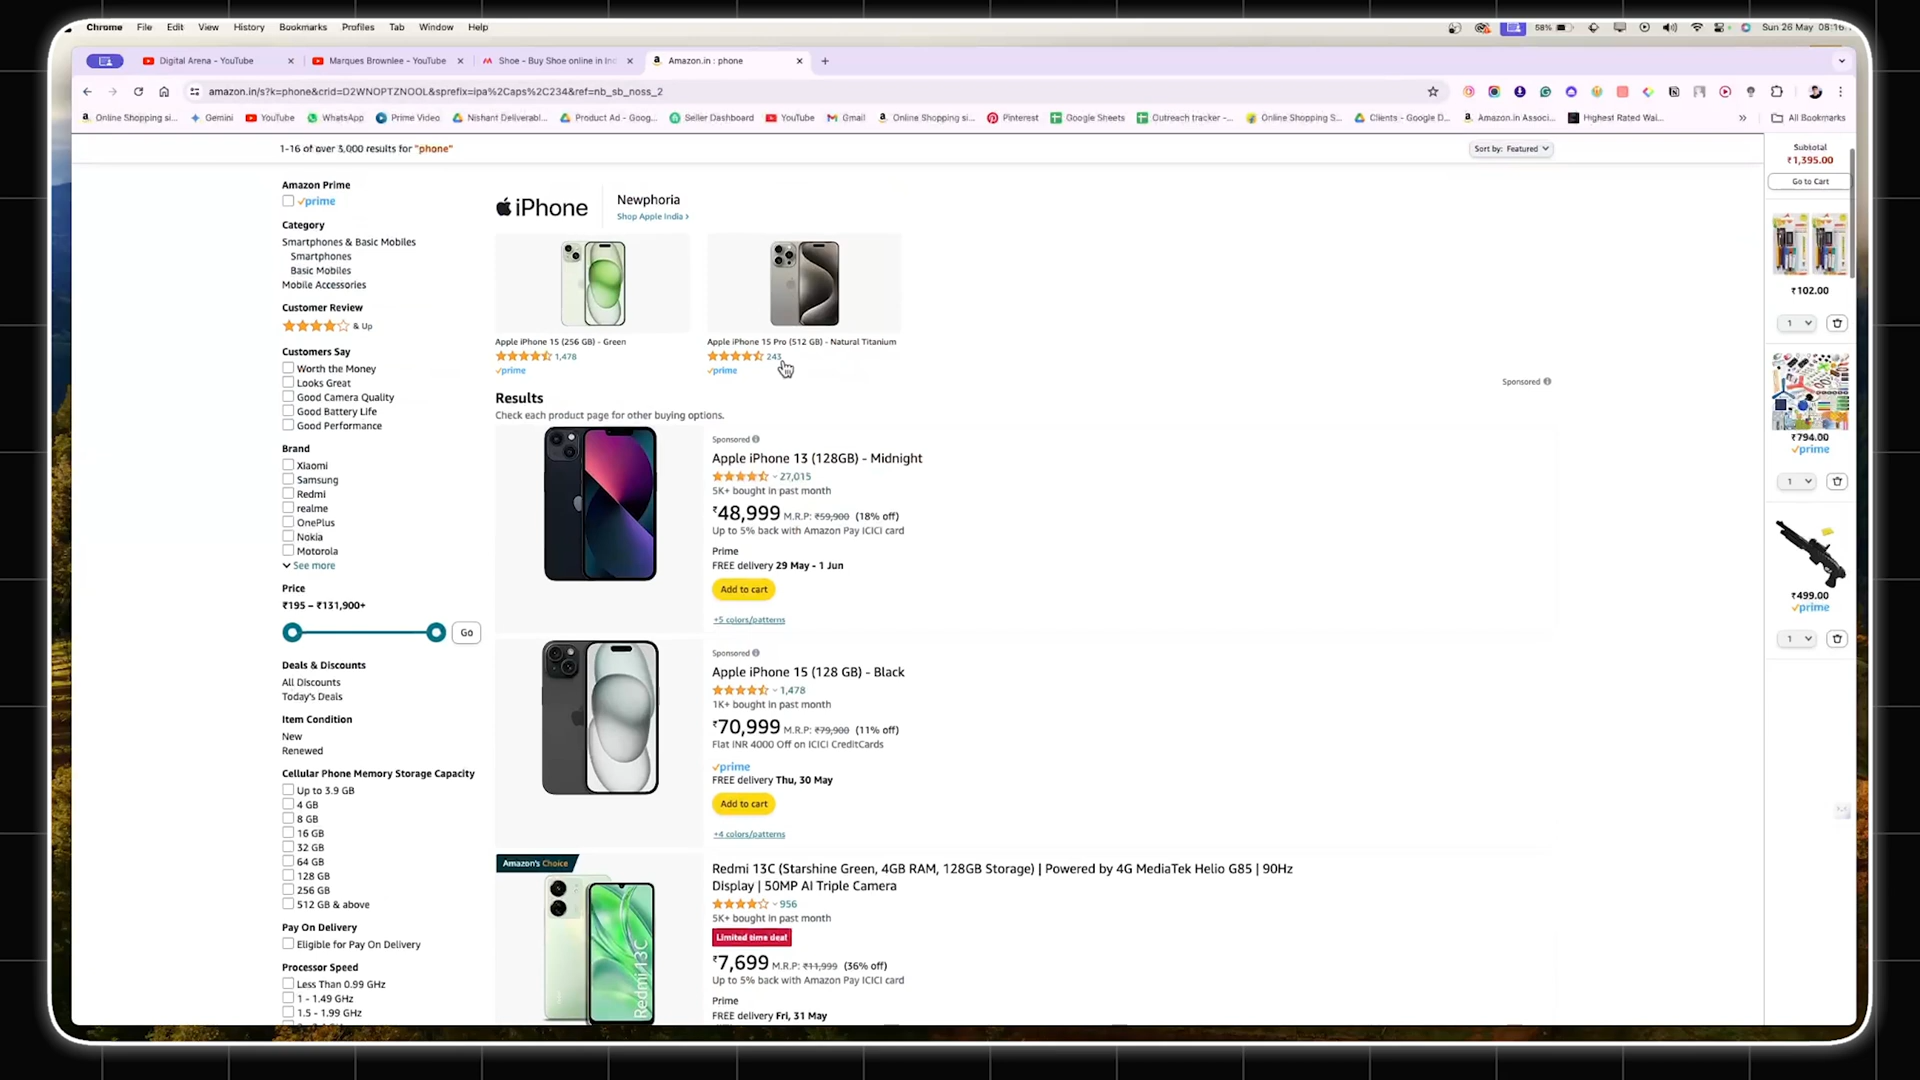 Chrome File Edit View History Bookmarks Profiles Tab Window Help
58% Sun 26 May
Digital Arena - YouTube
Marques Brownlee - YouTube
Shoe - Buy Shoe online in Ind
Amazon.in : phone
amazon.in/s?k=phone&crid=D2WNOPTZNOOL&sprefix=ipa%2Caps%2C234&ref=nb_sb_noss_2
Online Shopping si... Gemini YouTube WhatsApp Prime Video Nishant Deliverabl... Product Ad - Goog... Seller Dashboard YouTube Gmail Online Shopping si... Pinterest Google Sheets Outreach tracker -... Online Shopping S... Clients - Google D... Amazon.in Associ... Highest Rated Wai... » All Bookmarks
1-16 of over 3,000 results for "phone"
Sort by: Featured
Amazon Prime
prime
Category
Smartphones & Basic Mobiles
Smartphones
Basic Mobiles
Mobile Accessories
Customer Review
& Up
Customers Say
Worth the Money
Looks Great
Good Camera Quality
Good Battery Life
Good Performance
Brand
Xiaomi
Samsung
Redmi
realme
OnePlus
Nokia
Motorola
See more
Price
₹195 – ₹131,900+
Go
Deals & Discounts
All Discounts
Today's Deals
Item Condition
New
Renewed
Cellular Phone Memory Storage Capacity
Up to 3.9 GB
4 GB
8 GB
16 GB
32 GB
64 GB
128 GB
256 GB
512 GB & above
Pay On Delivery
Eligible for Pay On Delivery
Processor Speed
Less Than 0.99 GHz
1 - 1.49 GHz
1.5 - 1.99 GHz
iPhone
Newphoria
Shop Apple India ›
Apple iPhone 15 (256 GB) - Green
1,478
prime
Apple iPhone 15 Pro (512 GB) - Natural Titanium
243
prime
Sponsored
Results
Check each product page for other buying options.
Sponsored
Apple iPhone 13 (128GB) - Midnight
27,015
5K+ bought in past month
₹48,999 M.R.P: ₹59,900 (18% off)
Up to 5% back with Amazon Pay ICICI card
Prime
FREE delivery 29 May - 1 Jun
Add to cart
+5 colors/patterns
Sponsored
Apple iPhone 15 (128 GB) - Black
1,478
1K+ bought in past month
₹70,999 M.R.P: ₹79,900 (11% off)
Flat INR 4000 Off on ICICI CreditCards
prime
FREE delivery Thu, 30 May
Add to cart
+4 colors/patterns
Amazon's Choice
Redmi 13C
Redmi 13C (Starshine Green, 4GB RAM, 128GB Storage) | Powered by 4G MediaTek Helio G85 | 90Hz
Display | 50MP AI Triple Camera
956
5K+ bought in past month
Limited time deal
₹7,699 M.R.P: ₹11,999 (36% off)
Up to 5% back with Amazon Pay ICICI card
Prime
FREE delivery Fri, 31 May
Subtotal
₹1,395.00
Go to Cart
₹102.00
1
₹794.00
prime
1
₹499.00
prime
1